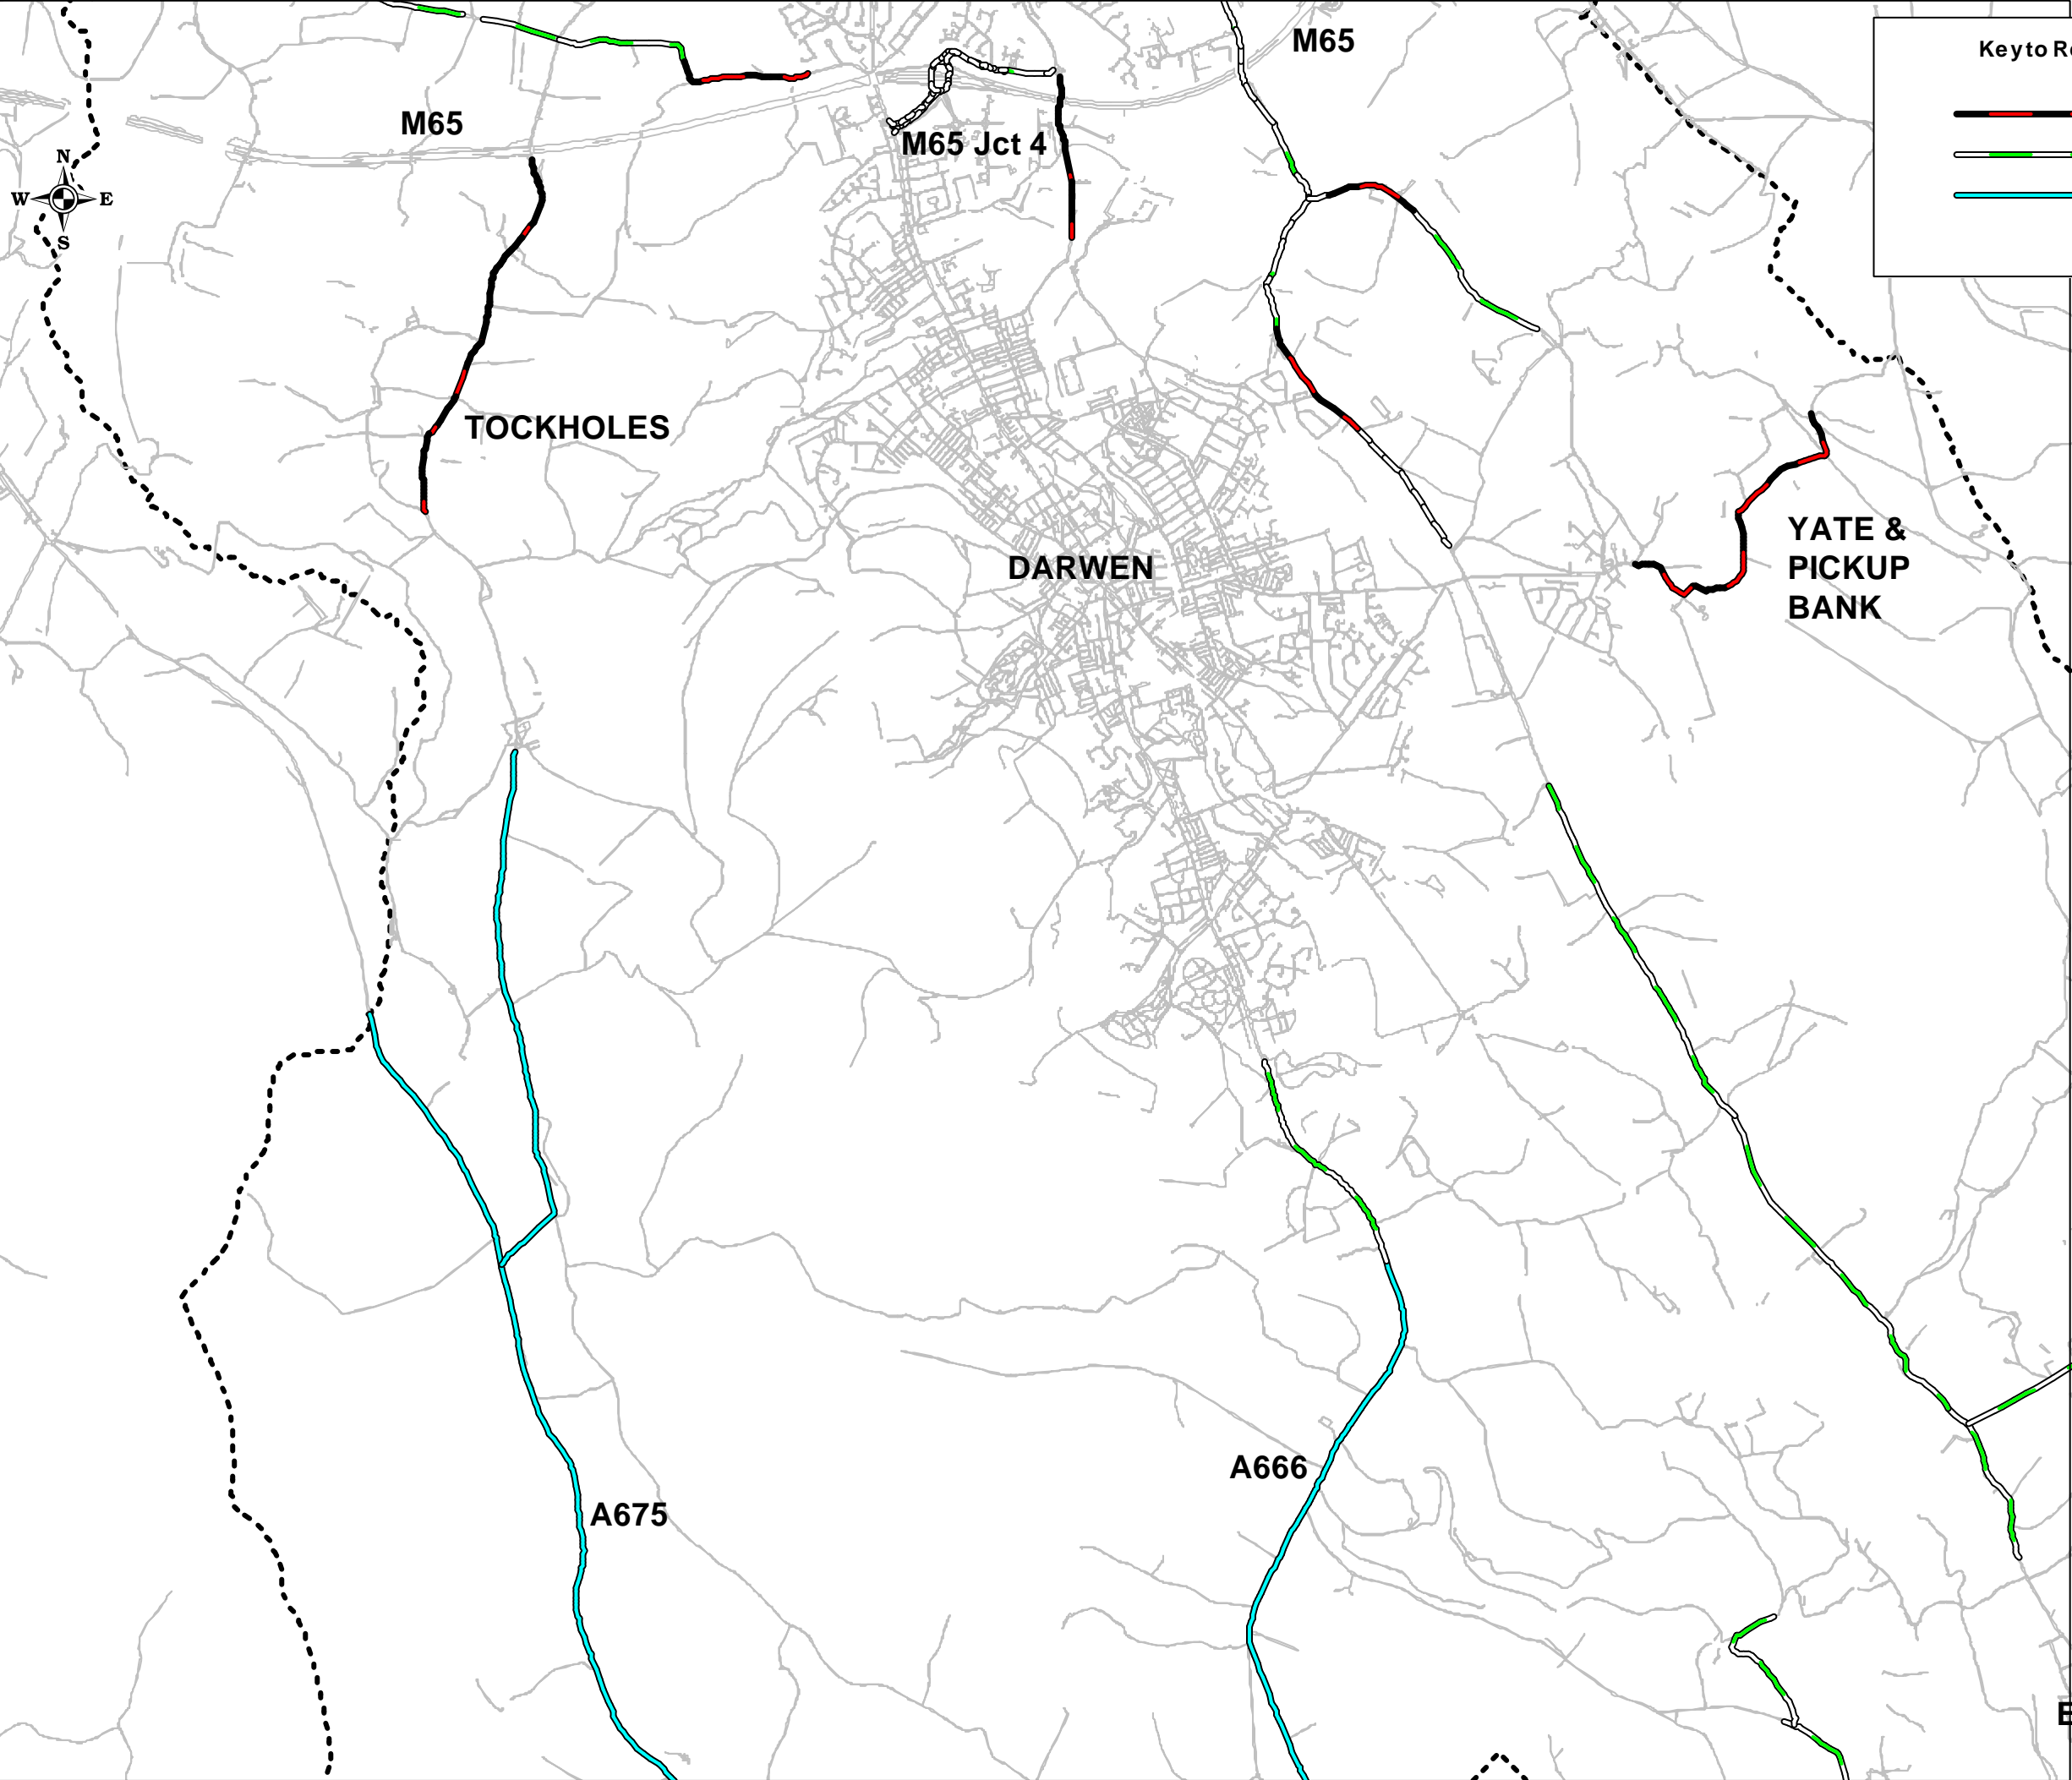 M65
Key to R
M65
M65 Jct 4
N
W E
S
TOCKHOLES
YATE &
PICKUP
BANK
DARWEN
A666
A675
E